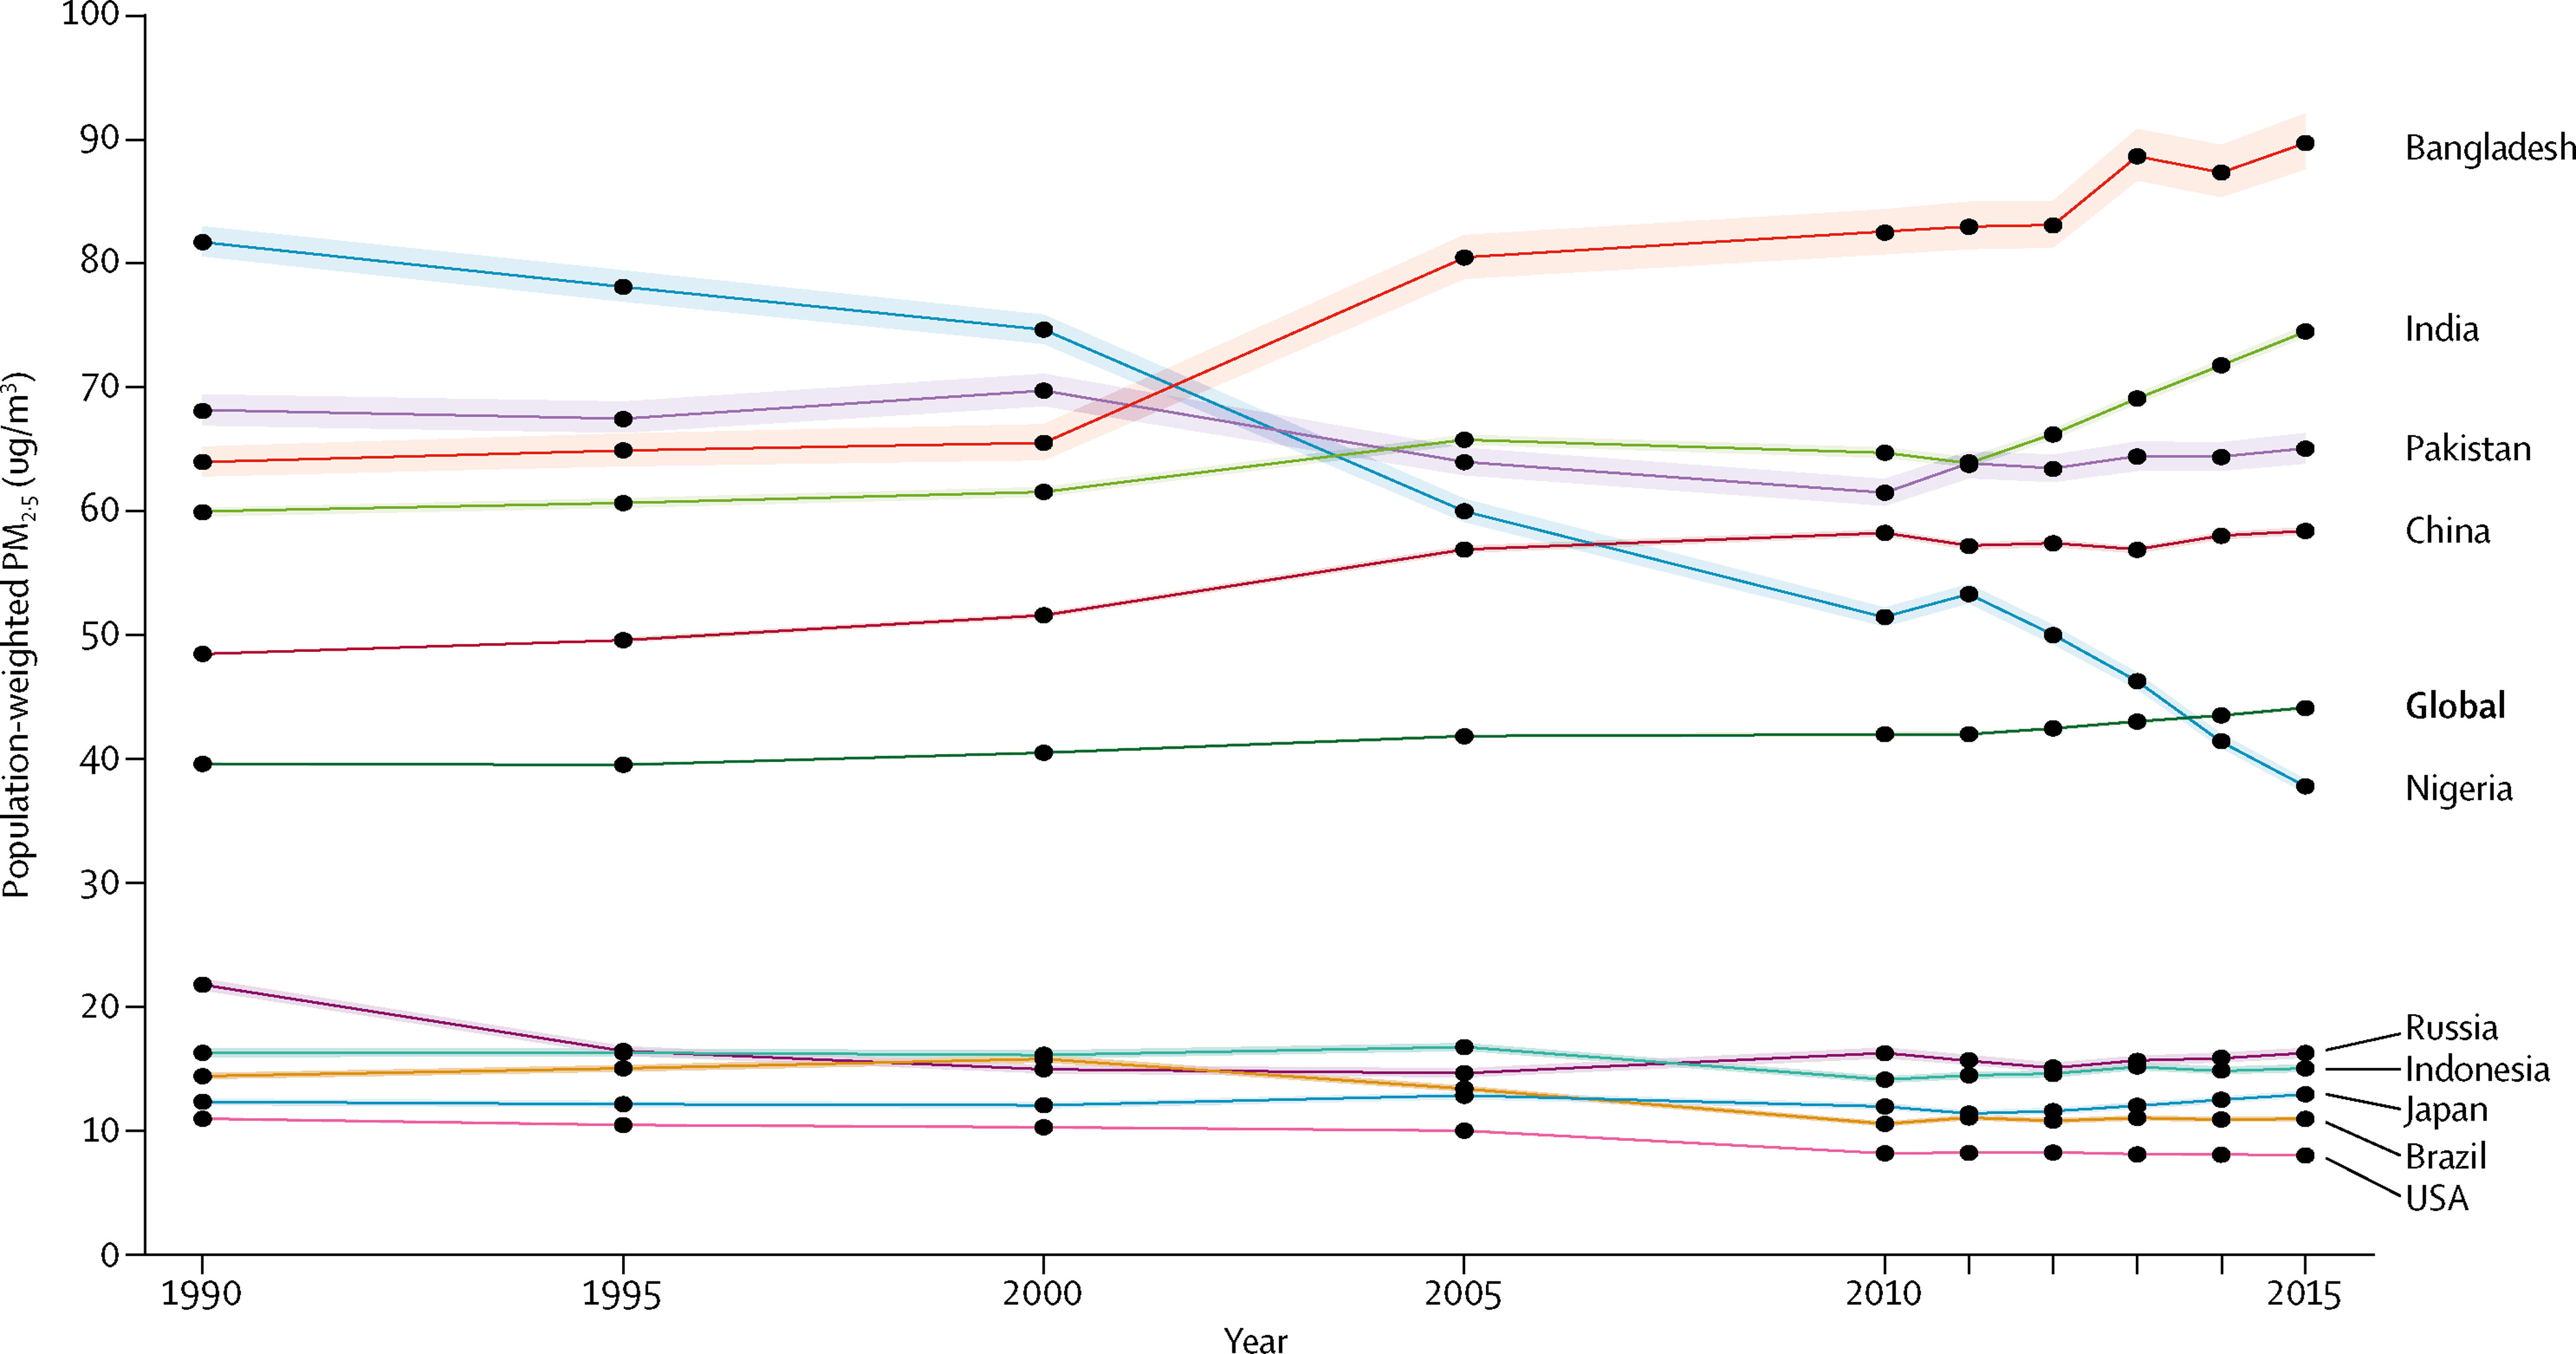 100
90
80
70
60
50
40
30
20
10
0
Population-weighted PM2·5 (ug/m³)
1990
1995
2000
2005
2010
2015
Year
Bangladesh
India
Pakistan
China
Global
Nigeria
Russia
Indonesia
Japan
Brazil
USA